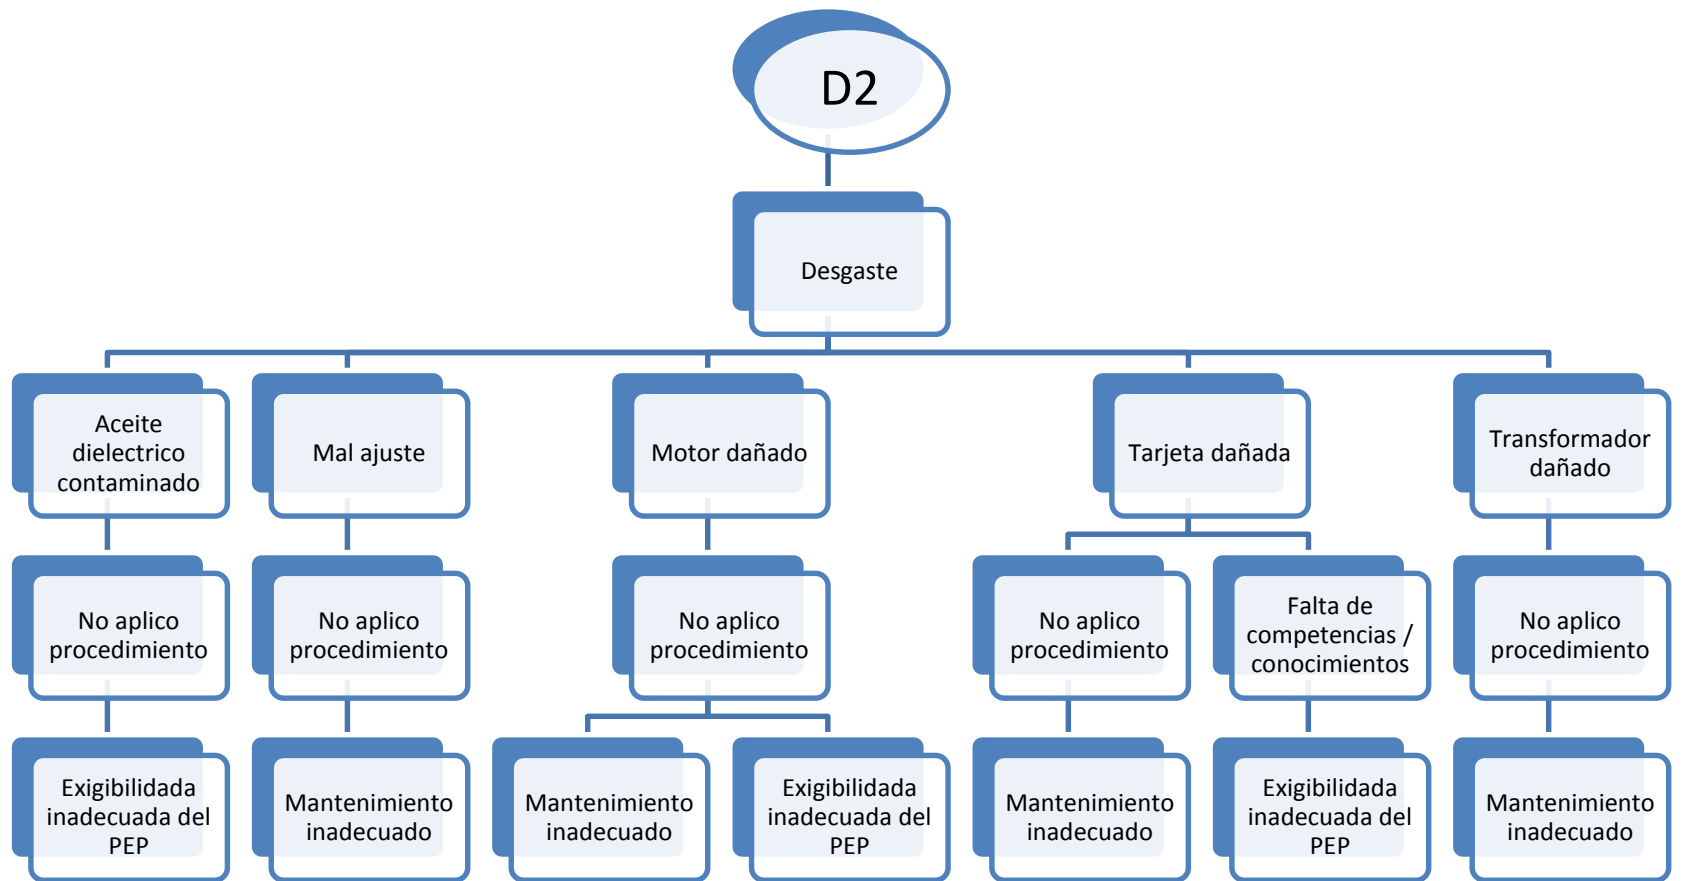 D2
Desgaste
Aceite
dielectrico
contaminado
Mal ajuste
Motor dañado
Tarjeta dañada
Transformador
dañado
No aplico
procedimiento
No aplico
procedimiento
No aplico
procedimiento
No aplico
procedimiento
Falta de
competencias /
conocimientos
No aplico
procedimiento
Exigibilidada
inadecuada del
PEP
Mantenimiento
inadecuado
Mantenimiento
inadecuado
Exigibilidada
inadecuada del
PEP
Mantenimiento
inadecuado
Exigibilidada
inadecuada del
PEP
Mantenimiento
inadecuado